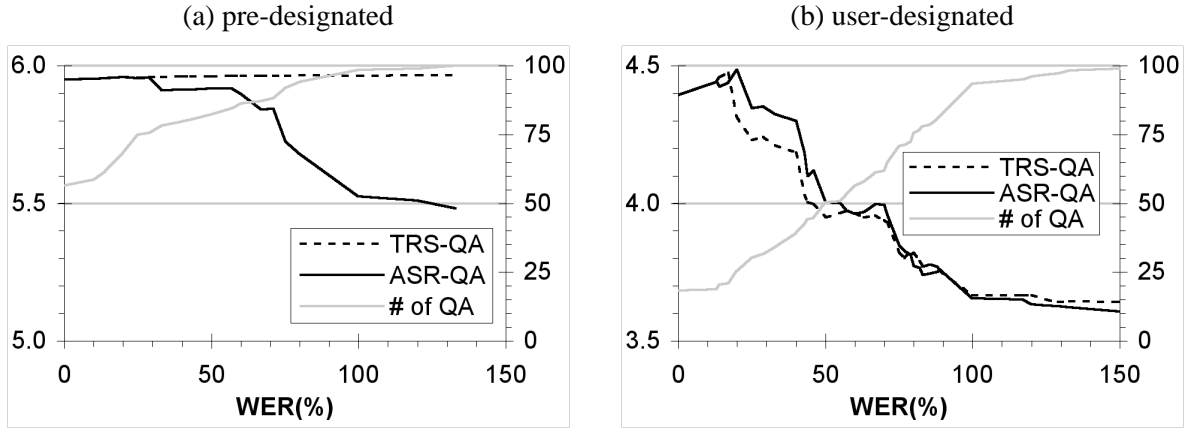 (a) pre-designated
6.0
5.5
5.0
100
75
50
25
0
TRS-QA
ASR-QA
# of QA
0 50 100 150
WER(%)
(b) user-designated
4.5
4.0
3.5
100
75
50
25
0
TRS-QA
ASR-QA
# of QA
0 50 100 150
WER(%)